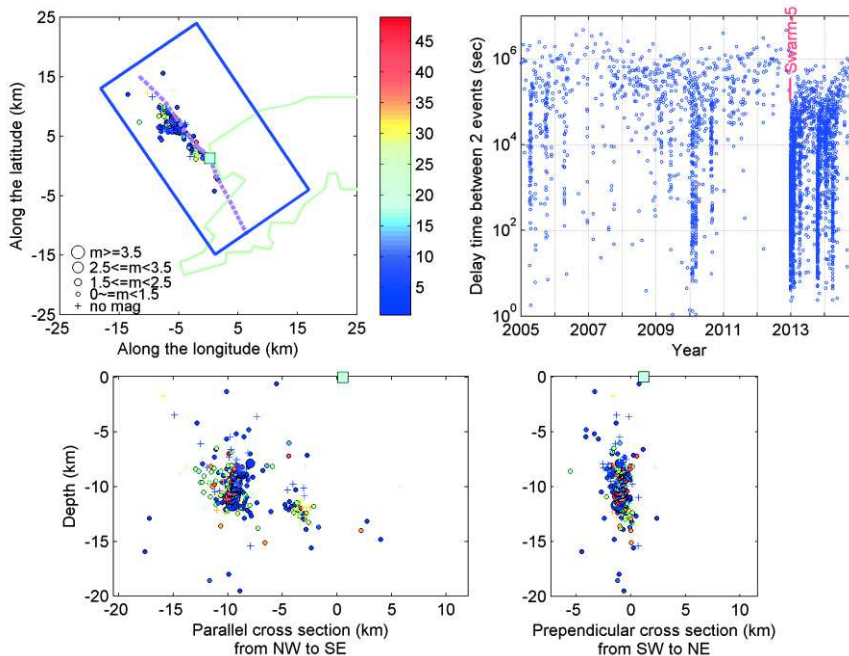 25
15
5
-5
-15
-25
Along the latitude (km)
m>=3.5
2.5<=m<3.5
1.5<=m<2.5
0~=m<1.5
no mag
-25 -15 -5 5 15 25
Along the longitude (km)
45
40
35
30
25
20
15
10
5
Swarm-5
10^6
10^4
10^2
10^0
Delay time between 2 events (sec)
2005 2007 2009 2011 2013
Year
0
-5
-10
-15
-20
Depth (km)
-20 -15 -10 -5 0 5 10
Parallel cross section (km)
from NW to SE
0
-5
-10
-15
-20
-5 0 5 10
Prependicular cross section (km)
from SW to NE